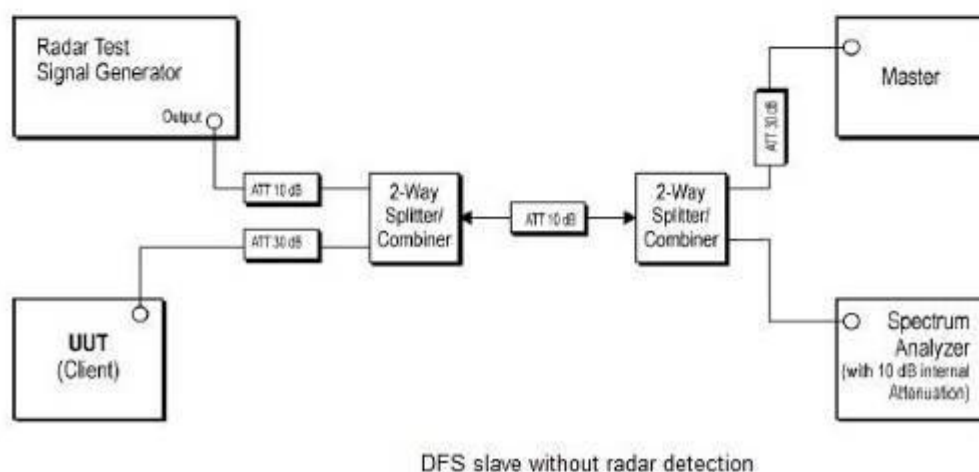 Radar Test
Signal Generator
Output
ATT 10 dB
ATT 30 dB
2-Way
Splitter/
Combiner
ATT 10 dB
2-Way
Splitter/
Combiner
ATT 30 dB
Master
UUT
(Client)
Spectrum
Analyzer
(with 10 dB internal
Attenuation)
DFS slave without radar detection